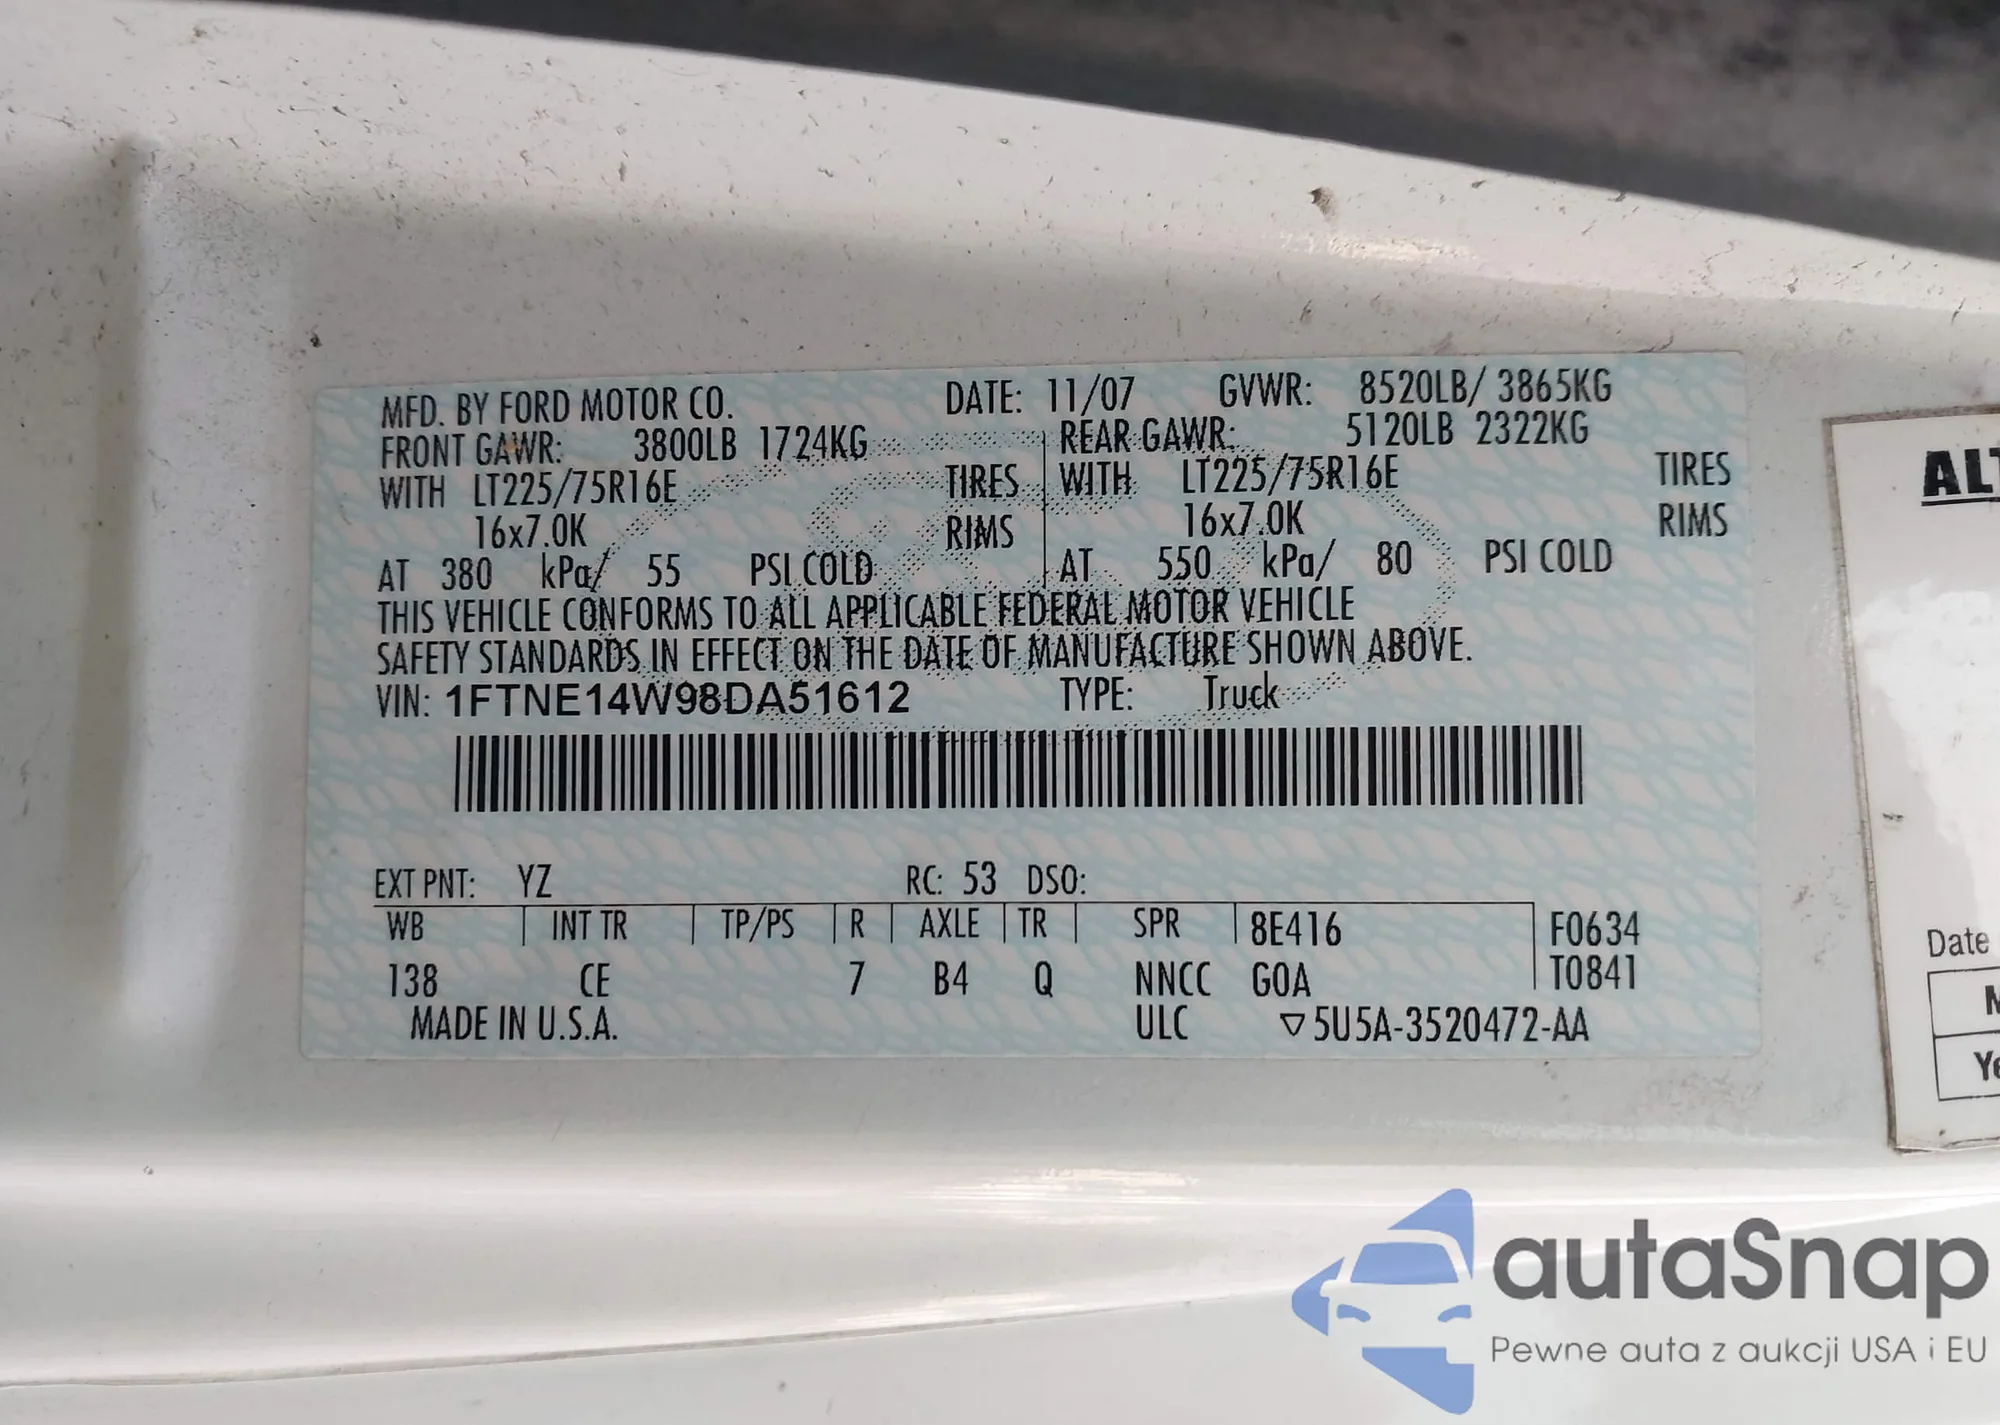 MFD. BY FORD MOTOR CO. DATE: 11/07 GVWR: 8520LB/ 3865KG
FRONT GAWR: 3800LB 1724KG REAR GAWR: 5120LB 2322KG
WITH LT225/75R16E TIRES WITH LT225/75R16E TIRES
16x7.0K RIMS 16x7.0K RIMS
AT 380 kPa/ 55 PSI COLD AT 550 kPa/ 80 PSI COLD
THIS VEHICLE CONFORMS TO ALL APPLICABLE FEDERAL MOTOR VEHICLE
SAFETY STANDARDS IN EFFECT ON THE DATE OF MANUFACTURE SHOWN ABOVE.
VIN: 1FTNE14W98DA51612 TYPE: Truck
EXT PNT: YZ RC: 53 DSO:
WB INT TR TP/PS R AXLE TR SPR 8E416 F0634
138 CE 7 B4 Q NNCC GOA T0841
MADE IN U.S.A. ULC ▽5U5A-3520472-AA
ALT
Date
M
Ye
autaSnap
Pewne auta z aukcji USA i EU